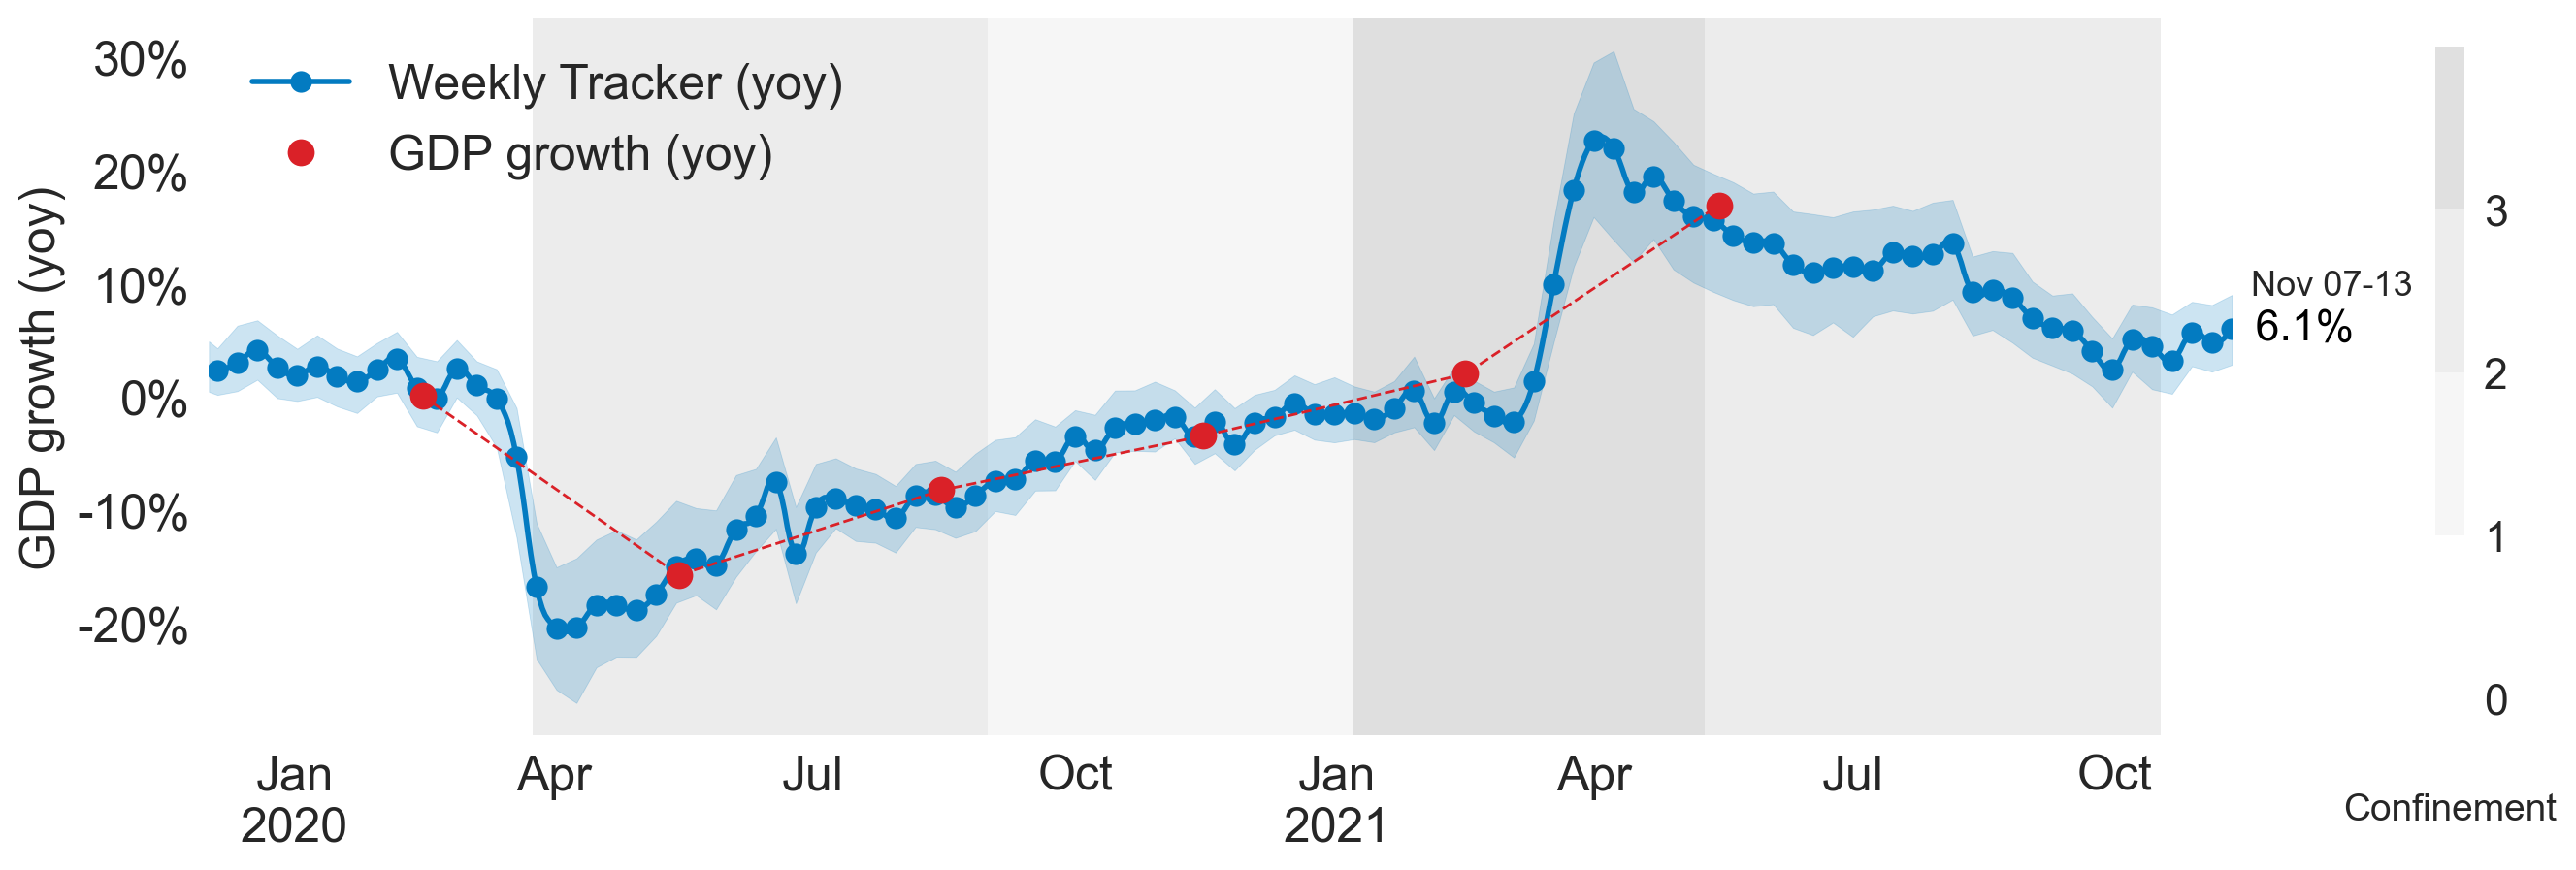 30%
20%
10%
0%
-10%
-20%
GDP growth (yoy)
Weekly Tracker (yoy)
GDP growth (yoy)
Nov 07-13
6.1%
3
2
1
0
Confinement
Jan Apr Jul Oct Jan Apr Jul Oct
2020 2021